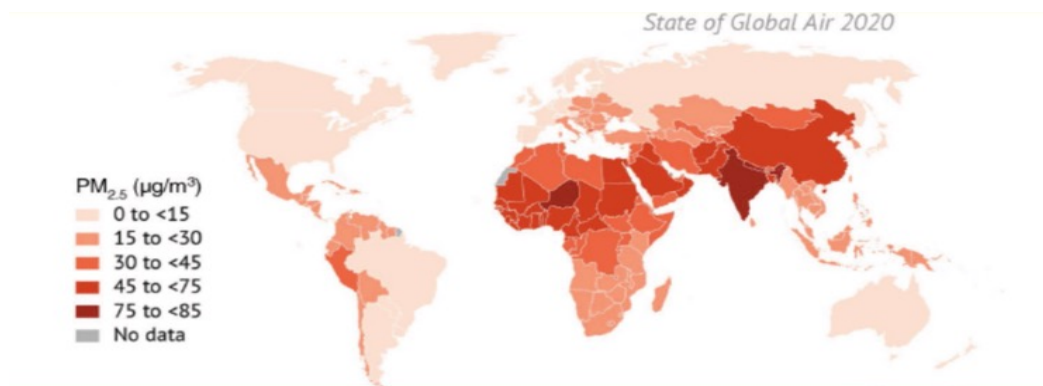 State of Global Air 2020
PM2.5 (µg/m³)
0 to <15
15 to <30
30 to <45
45 to <75
75 to <85
No data